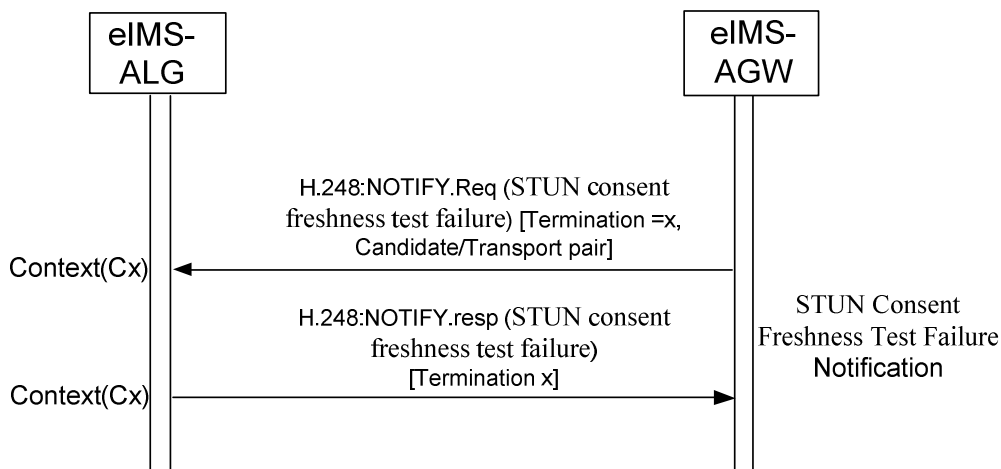 eIMS-
ALG
eIMS-
AGW
H.248:NOTIFY.Req (STUN consent
freshness test failure) [Termination =x,
Candidate/Transport pair]
Context(Cx)
H.248:NOTIFY.resp (STUN consent
freshness test failure)
[Termination x]
Context(Cx)
STUN Consent
Freshness Test Failure
Notification